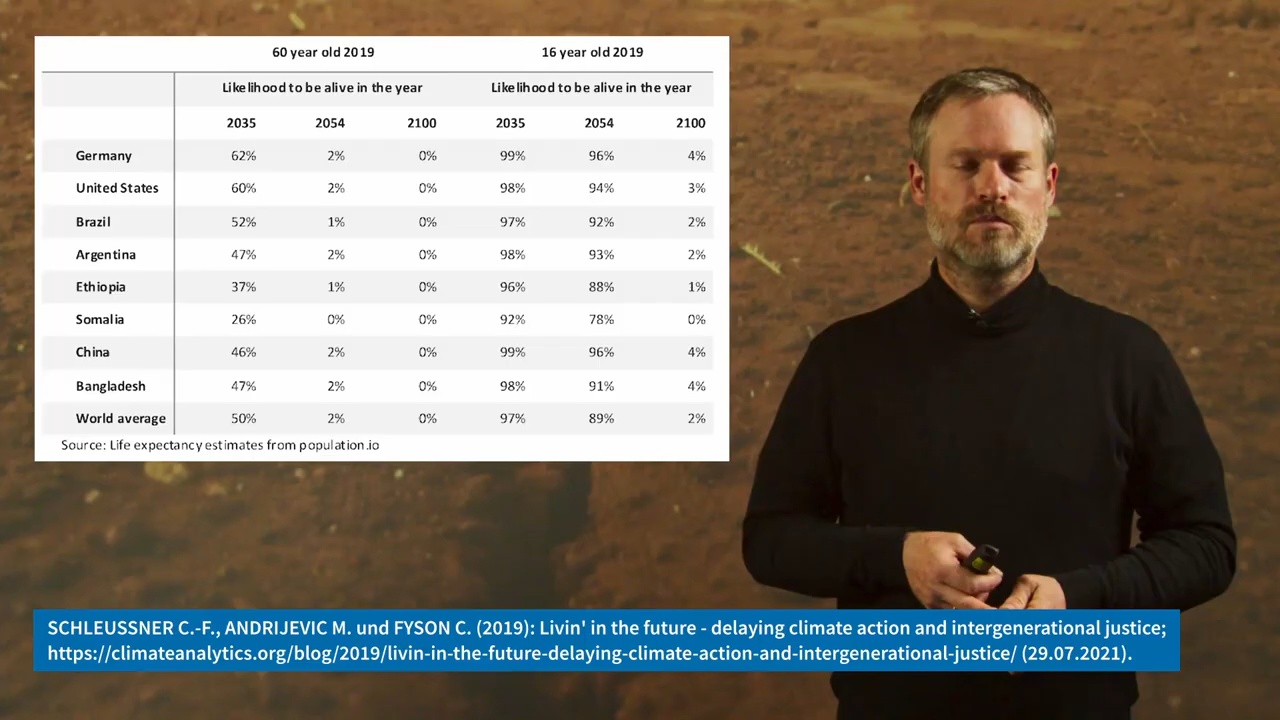 60 year old 2019 16 year old 2019
Likelihood to be alive in the year Likelihood to be alive in the year
2035 2054 2100 2035 2054 2100
Germany 62% 2% 0% 99% 96% 4%
United States 60% 2% 0% 98% 94% 3%
Brazil 52% 1% 0% 97% 92% 2%
Argentina 47% 2% 0% 98% 93% 2%
Ethiopia 37% 1% 0% 96% 88% 1%
Somalia 26% 0% 0% 92% 78% 0%
China 46% 2% 0% 99% 96% 4%
Bangladesh 47% 2% 0% 98% 91% 4%
World average 50% 2% 0% 97% 89% 2%
Source: Life expectancy estimates from population.io
SCHLEUSSNER C.-F., ANDRIJEVIC M. und FYSON C. (2019): Livin' in the future - delaying climate action and intergenerational justice;
https://climateanalytics.org/blog/2019/livin-in-the-future-delaying-climate-action-and-intergenerational-justice/ (29.07.2021).